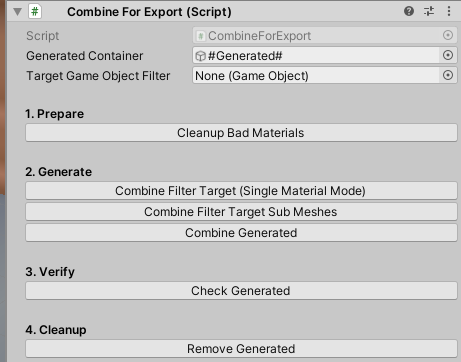 # Combine For Export (Script)
Script # CombineForExport
Generated Container #Generated#
Target Game Object Filter None (Game Object)
1. Prepare
Cleanup Bad Materials
2. Generate
Combine Filter Target (Single Material Mode)
Combine Filter Target Sub Meshes
Combine Generated
3. Verify
Check Generated
4. Cleanup
Remove Generated